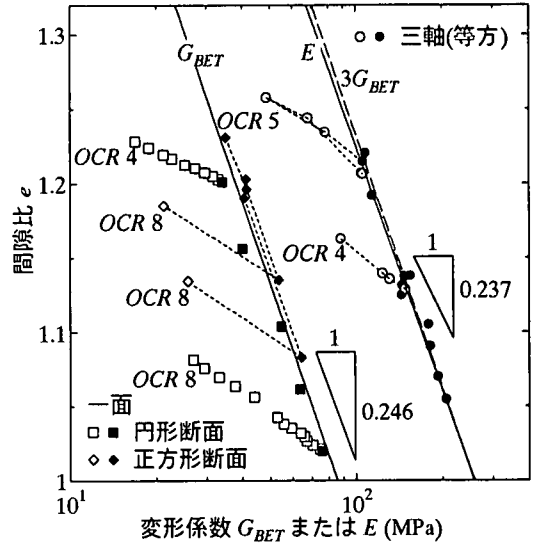 1.3
1.2
1.1
1
間隙比 e
G_BET
E
3G_BET
○ ● 三軸(等方)
OCR 5
OCR 4
OCR 8
OCR 4
OCR 8
OCR 8
1
0.237
1
0.246
一面
□ ■ 円形断面
◇ ◆ 正方形断面
10^1
10^2
変形係数 G_BET または E (MPa)